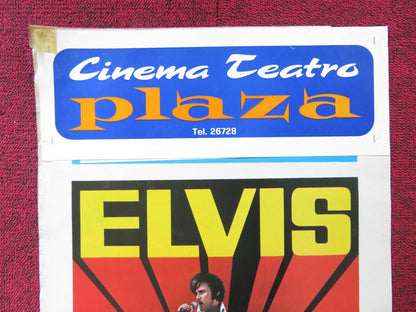 Cinema Teatro
plaza
Tel. 26728
ELVIS